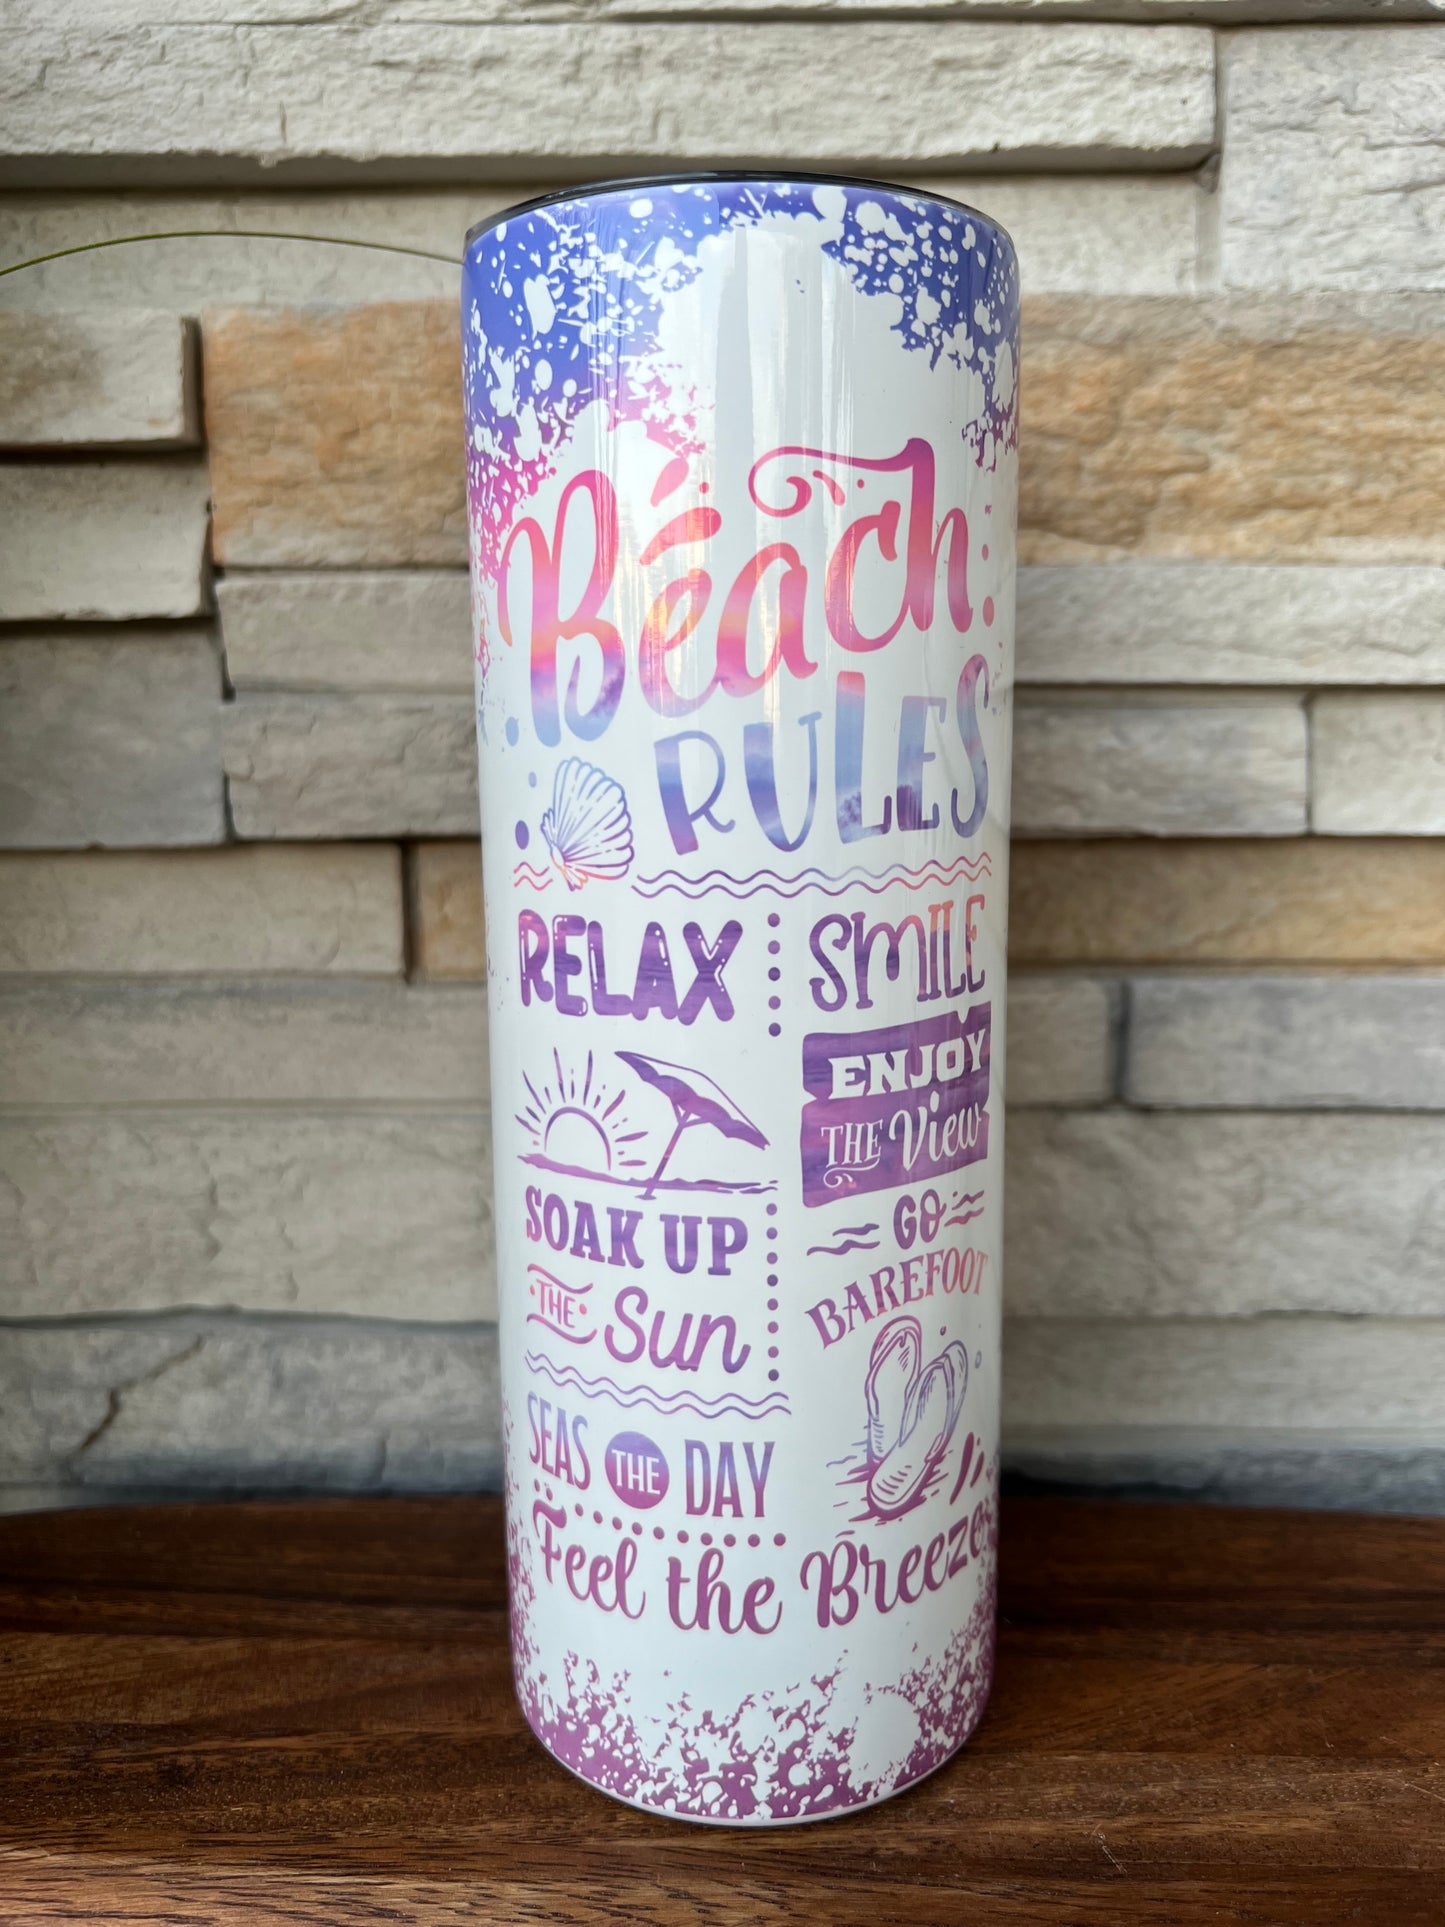 Beach
RULES
RELAX
SMILE
ENJOY
THE View
SOAK UP
THE Sun
GO
BAREFOOT
SEAS THE DAY
Feel the Breeze